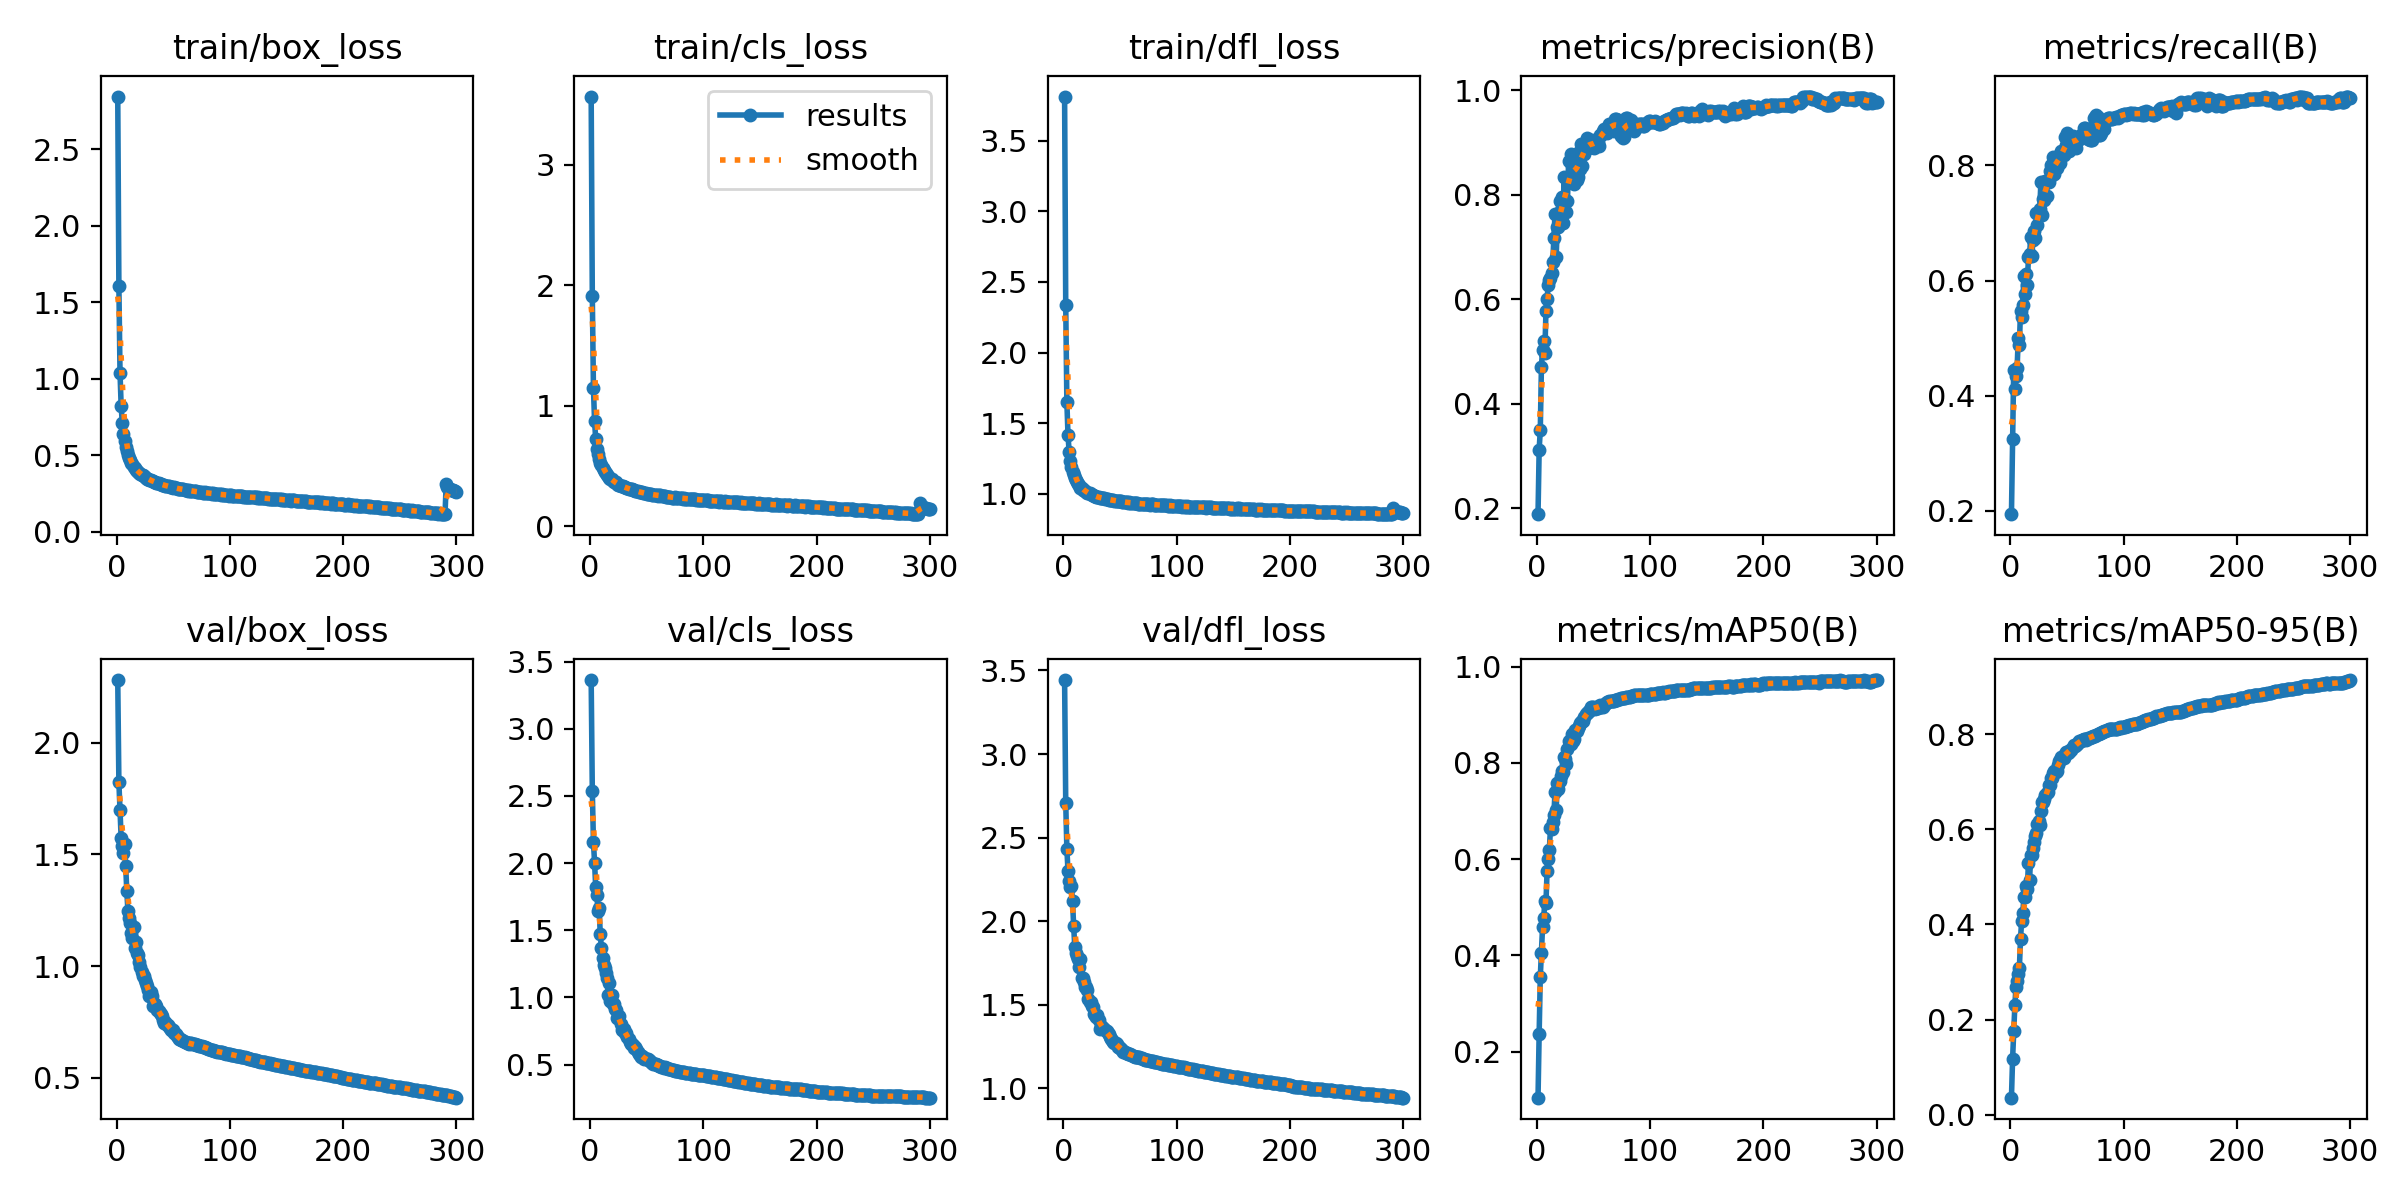 train/box_loss
train/cls_loss
train/dfl_loss
metrics/precision(B)
metrics/recall(B)
results
smooth
2.5
2.0
1.5
1.0
0.5
0.0
0 100 200 300
3
2
1
0
0 100 200 300
3.5
3.0
2.5
2.0
1.5
1.0
0 100 200 300
1.0
0.8
0.6
0.4
0.2
0 100 200 300
0.8
0.6
0.4
0.2
0 100 200 300
val/box_loss
val/cls_loss
val/dfl_loss
metrics/mAP50(B)
metrics/mAP50-95(B)
2.0
1.5
1.0
0.5
0 100 200 300
3.5
3.0
2.5
2.0
1.5
1.0
0.5
0 100 200 300
3.5
3.0
2.5
2.0
1.5
1.0
0 100 200 300
1.0
0.8
0.6
0.4
0.2
0 100 200 300
0.8
0.6
0.4
0.2
0.0
0 100 200 300